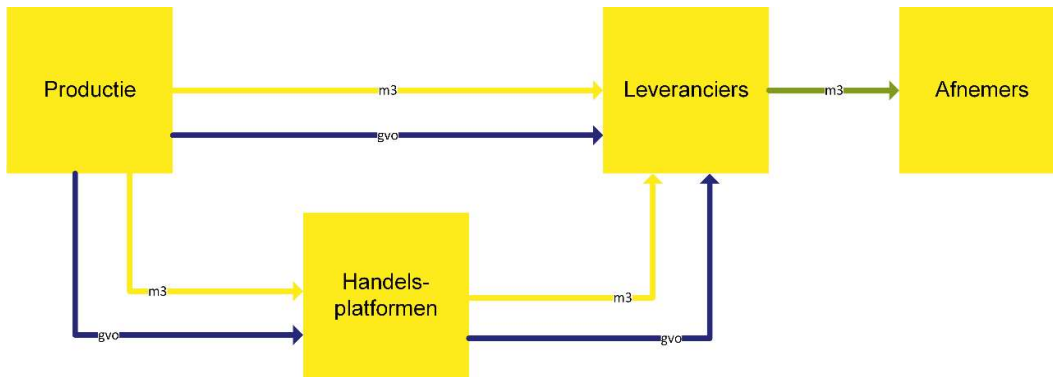 Productie
m3
Leveranciers
m3
Afnemers
gvo
Handels-
platformen
m3
m3
gvo
gvo